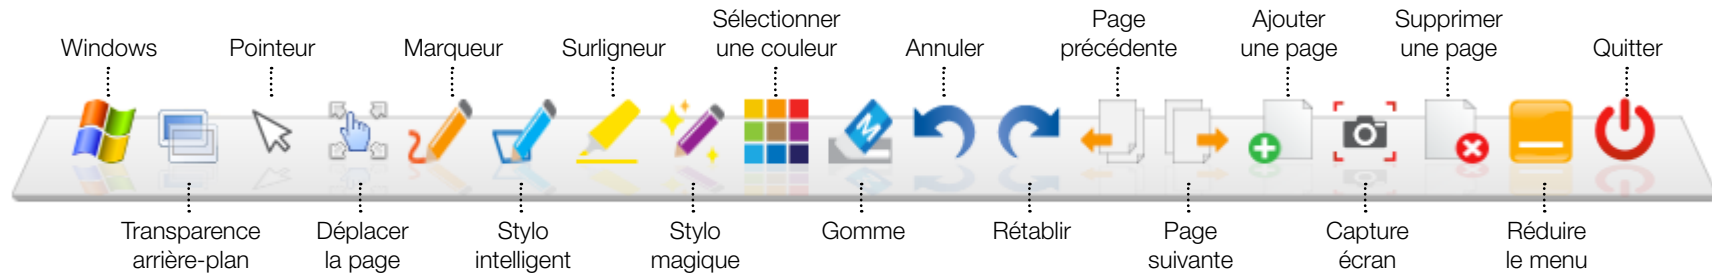 Windows
Pointeur
Marqueur
Surligneur
Sélectionner
une couleur
Annuler
Page
précédente
Ajouter
une page
Supprimer
une page
Quitter
M
Transparence
arrière-plan
Déplacer
la page
Stylo
intelligent
Stylo
magique
Gomme
Rétablir
Page
suivante
Capture
écran
Réduire
le menu